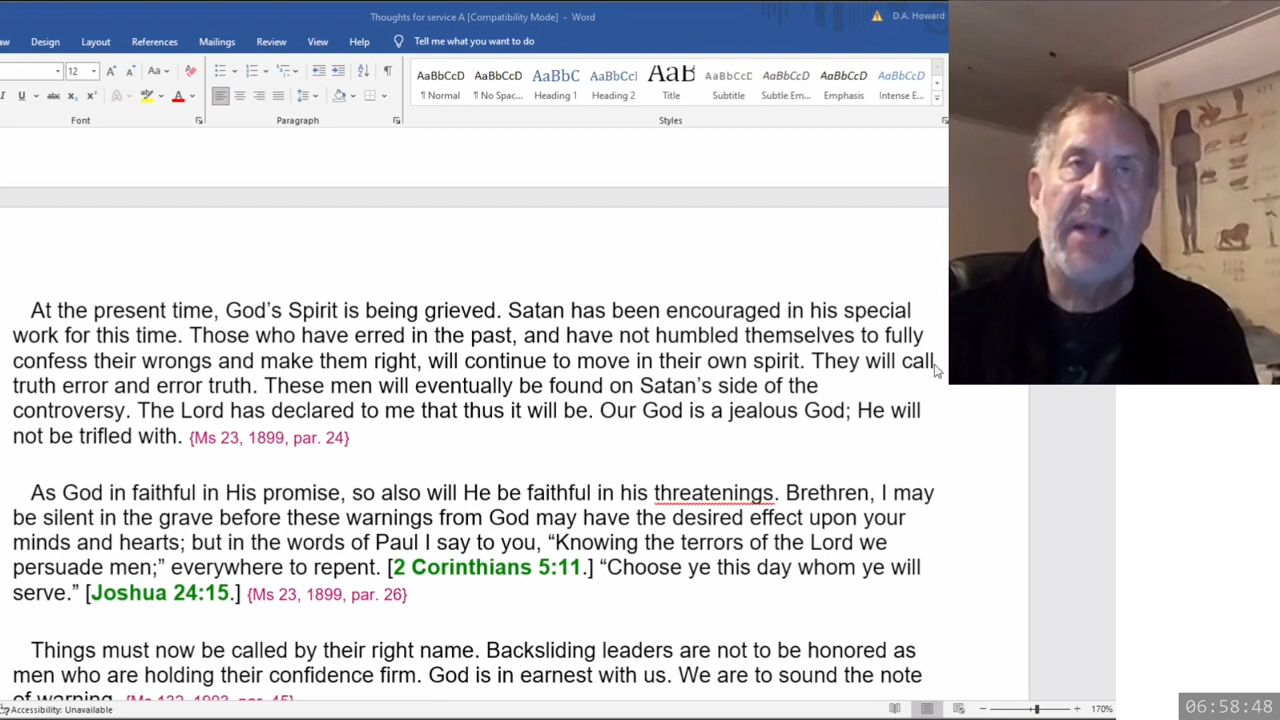 Thoughts for service A [Compatibility Mode] - Word
D.A. Howard
aw Design Layout References Mailings Review View Help Tell me what you want to do
12 Aa
I U abc x₂ x² A A
AaBbCcD AaBbCcD AaBbC AaBbCcI AaB AaBbCcD AaBbCcD AaBbCcD AaBbCcD
¶ Normal ¶ No Spac... Heading 1 Heading 2 Title Subtitle Subtle Em... Emphasis Intense E...
Font Paragraph Styles
At the present time, God’s Spirit is being grieved. Satan has been encouraged in his special
work for this time. Those who have erred in the past, and have not humbled themselves to fully
confess their wrongs and make them right, will continue to move in their own spirit. They will call
truth error and error truth. These men will eventually be found on Satan’s side of the
controversy. The Lord has declared to me that thus it will be. Our God is a jealous God; He will
not be trifled with. {Ms 23, 1899, par. 24}
As God in faithful in His promise, so also will He be faithful in his threatenings. Brethren, I may
be silent in the grave before these warnings from God may have the desired effect upon your
minds and hearts; but in the words of Paul I say to you, “Knowing the terrors of the Lord we
persuade men;” everywhere to repent. [2 Corinthians 5:11.] “Choose ye this day whom ye will
serve.” [Joshua 24:15.] {Ms 23, 1899, par. 26}
Things must now be called by their right name. Backsliding leaders are not to be honored as
men who are holding their confidence firm. God is in earnest with us. We are to sound the note
of warning. {Ms 132, 1903, par. 45}
Accessibility: Unavailable
170%
06:58:48